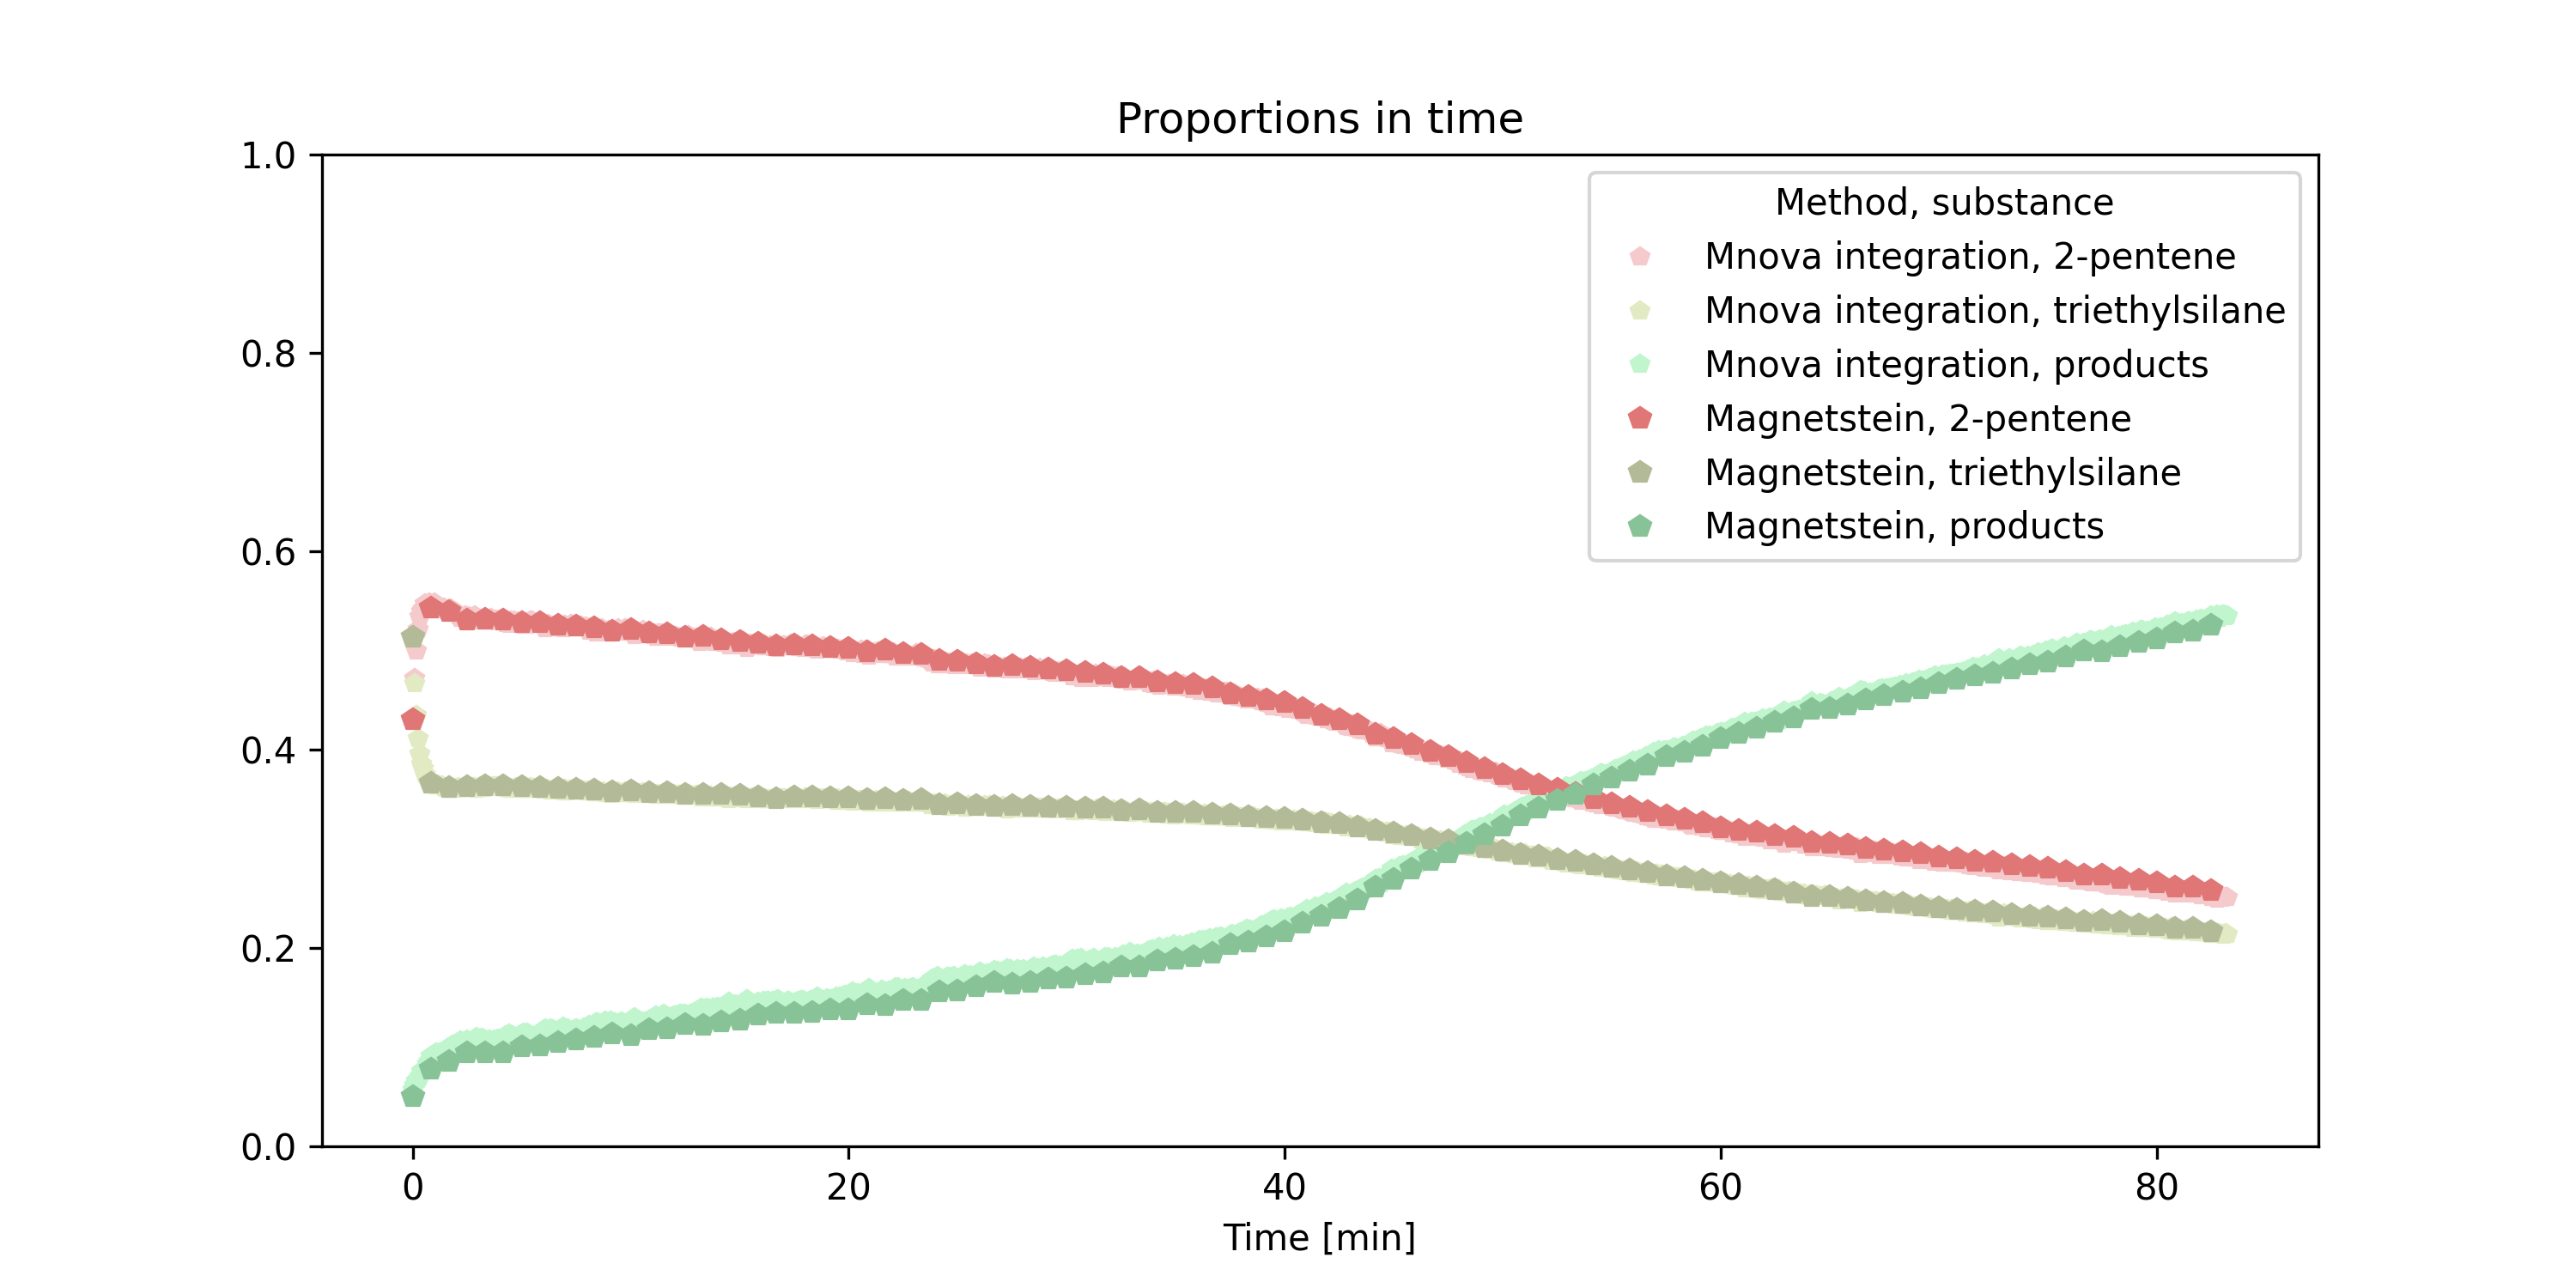 Proportions in time
1.0
0.8
0.6
0.4
0.2
0.0
Method, substance
Mnova integration, 2-pentene
Mnova integration, triethylsilane
Mnova integration, products
Magnetstein, 2-pentene
Magnetstein, triethylsilane
Magnetstein, products
0 20 40 60 80
Time [min]